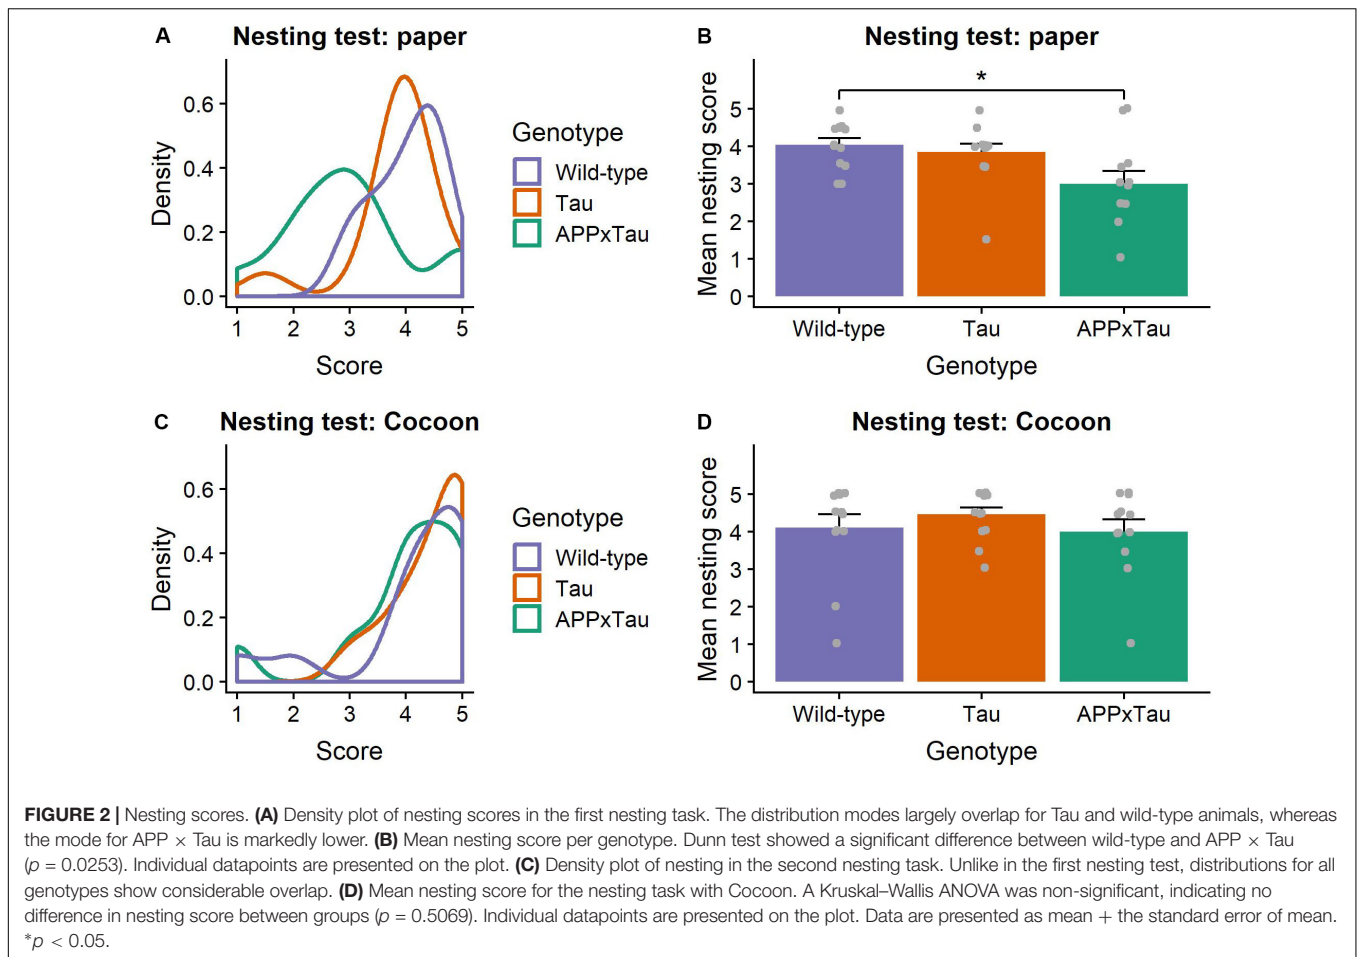 A
Nesting test: paper
Density
0.6
0.4
0.2
0.0
1 2 3 4 5
Score
Genotype
Wild-type
Tau
APPxTau
B
Nesting test: paper
*
Mean nesting score
5
4
3
2
1
0
Wild-type Tau APPxTau
Genotype
C
Nesting test: Cocoon
Density
0.6
0.4
0.2
0.0
1 2 3 4 5
Score
Genotype
Wild-type
Tau
APPxTau
D
Nesting test: Cocoon
Mean nesting score
5
4
3
2
1
0
Wild-type Tau APPxTau
Genotype
FIGURE 2 | Nesting scores. (A) Density plot of nesting scores in the first nesting task. The distribution modes largely overlap for Tau and wild-type animals, whereas
the mode for APP × Tau is markedly lower. (B) Mean nesting score per genotype. Dunn test showed a significant difference between wild-type and APP × Tau
(p = 0.0253). Individual datapoints are presented on the plot. (C) Density plot of nesting in the second nesting task. Unlike in the first nesting test, distributions for all
genotypes show considerable overlap. (D) Mean nesting score for the nesting task with Cocoon. A Kruskal–Wallis ANOVA was non-significant, indicating no
difference in nesting score between groups (p = 0.5069). Individual datapoints are presented on the plot. Data are presented as mean + the standard error of mean.
*p < 0.05.